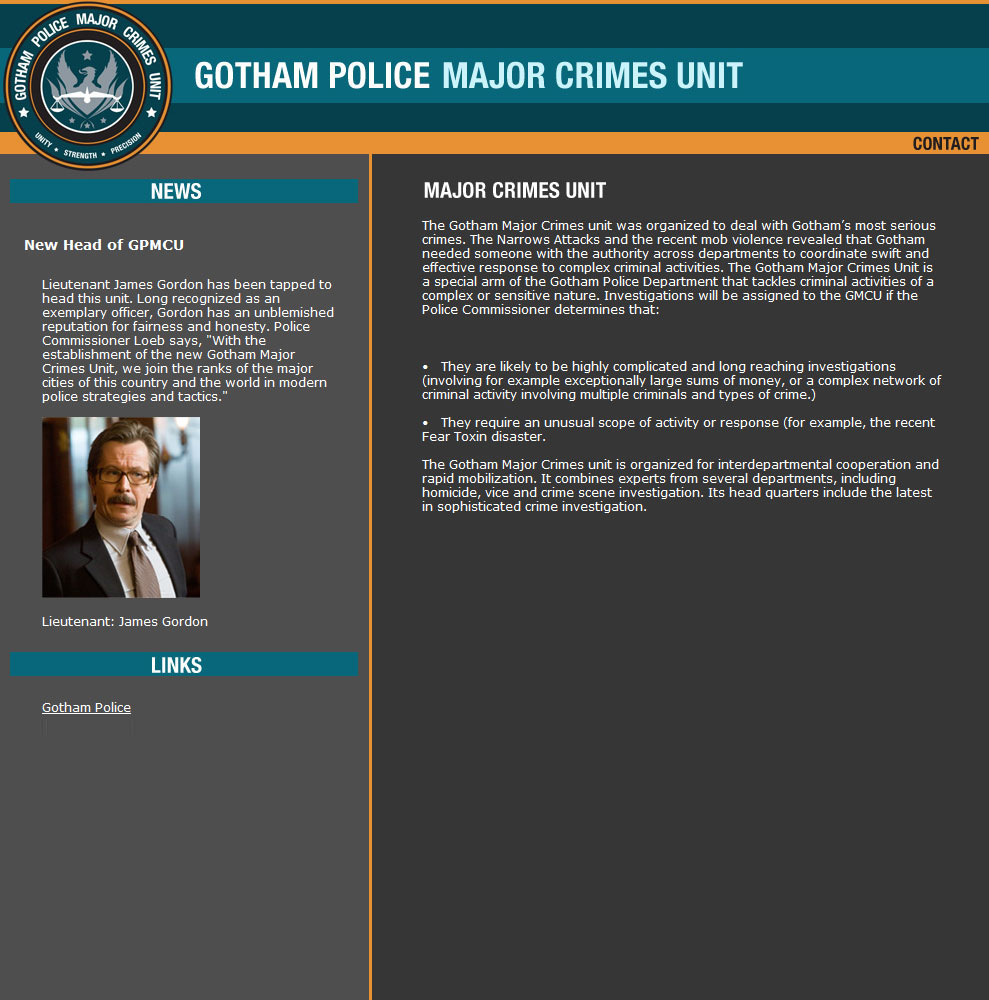 GOTHAM POLICE MAJOR CRIMES UNIT
UNITY ★ STRENGTH ★ PRECISION
GOTHAM POLICE MAJOR CRIMES UNIT
CONTACT
NEWS
New Head of GPMCU
Lieutenant James Gordon has been tapped to
head this unit. Long recognized as an
exemplary officer, Gordon has an unblemished
reputation for fairness and honesty. Police
Commissioner Loeb says, "With the
establishment of the new Gotham Major
Crimes Unit, we join the ranks of the major
cities of this country and the world in modern
police strategies and tactics."
Lieutenant: James Gordon
LINKS
Gotham Police
MAJOR CRIMES UNIT
The Gotham Major Crimes unit was organized to deal with Gotham’s most serious
crimes. The Narrows Attacks and the recent mob violence revealed that Gotham
needed someone with the authority across departments to coordinate swift and
effective response to complex criminal activities. The Gotham Major Crimes Unit is
a special arm of the Gotham Police Department that tackles criminal activities of a
complex or sensitive nature. Investigations will be assigned to the GMCU if the
Police Commissioner determines that:
• They are likely to be highly complicated and long reaching investigations
(involving for example exceptionally large sums of money, or a complex network of
criminal activity involving multiple criminals and types of crime.)
• They require an unusual scope of activity or response (for example, the recent
Fear Toxin disaster.
The Gotham Major Crimes unit is organized for interdepartmental cooperation and
rapid mobilization. It combines experts from several departments, including
homicide, vice and crime scene investigation. Its head quarters include the latest
in sophisticated crime investigation.